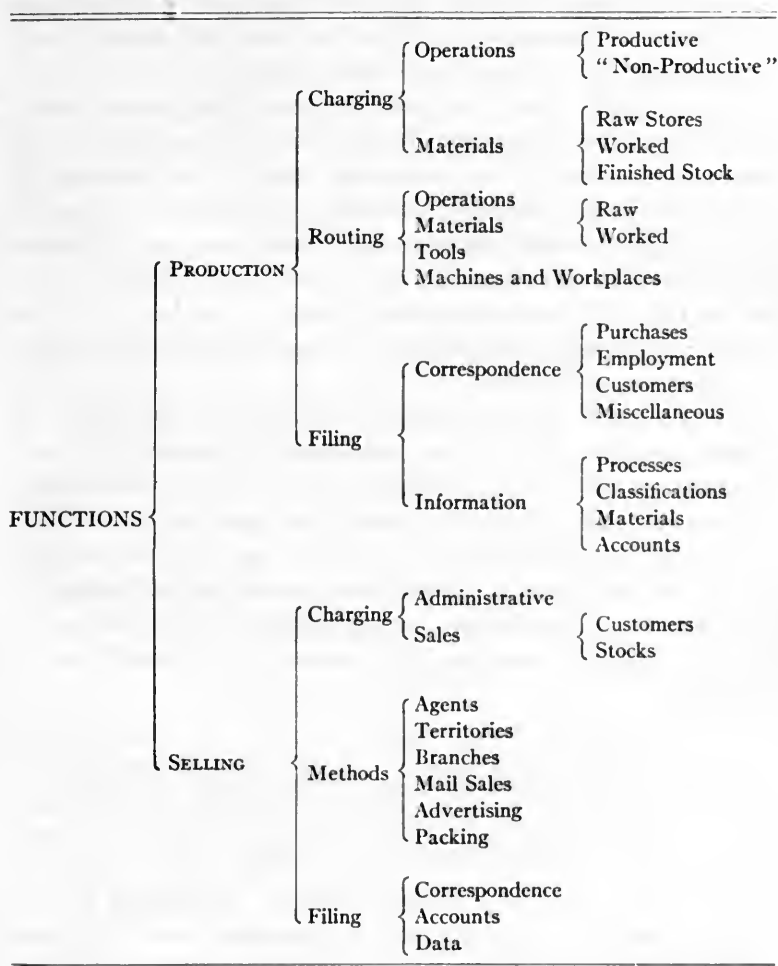 Operations { Productive
“ Non-Productive ”
Charging
Materials { Raw Stores
Worked
Finished Stock
Routing { Operations
Materials { Raw
Worked
Tools
Machines and Workplaces
PRODUCTION
Correspondence { Purchases
Employment
Customers
Miscellaneous
Filing
Information { Processes
Classifications
Materials
Accounts
FUNCTIONS
Charging { Administrative
Sales { Customers
Stocks
SELLING
Methods { Agents
Territories
Branches
Mail Sales
Advertising
Packing
Filing { Correspondence
Accounts
Data